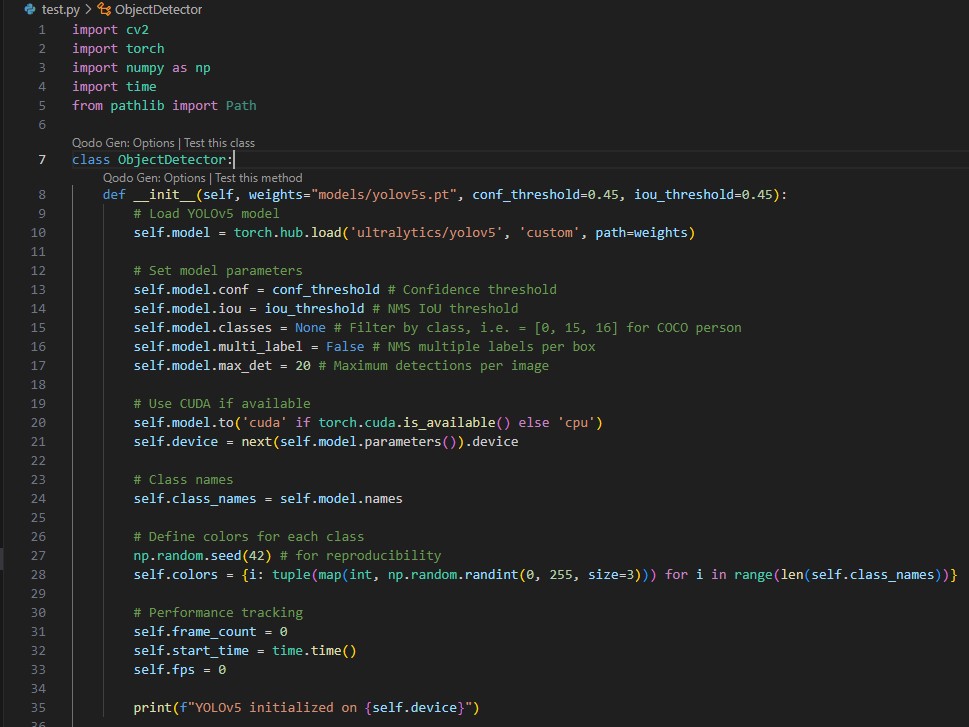 test.py > ObjectDetector
1 import cv2
2 import torch
3 import numpy as np
4 import time
5 from pathlib import Path
6
Qodo Gen: Options | Test this class
7 class ObjectDetector:
Qodo Gen: Options | Test this method
8     def __init__(self, weights="models/yolov5s.pt", conf_threshold=0.45, iou_threshold=0.45):
9         # Load YOLOv5 model
10         self.model = torch.hub.load('ultralytics/yolov5', 'custom', path=weights)
11
12         # Set model parameters
13         self.model.conf = conf_threshold # Confidence threshold
14         self.model.iou = iou_threshold # NMS IoU threshold
15         self.model.classes = None # Filter by class, i.e. = [0, 15, 16] for COCO person
16         self.model.multi_label = False # NMS multiple labels per box
17         self.model.max_det = 20 # Maximum detections per image
18
19         # Use CUDA if available
20         self.model.to('cuda' if torch.cuda.is_available() else 'cpu')
21         self.device = next(self.model.parameters()).device
22
23         # Class names
24         self.class_names = self.model.names
25
26         # Define colors for each class
27         np.random.seed(42) # for reproducibility
28         self.colors = {i: tuple(map(int, np.random.randint(0, 255, size=3))) for i in range(len(self.class_names))}
29
30         # Performance tracking
31         self.frame_count = 0
32         self.start_time = time.time()
33         self.fps = 0
34
35         print(f"YOLOv5 initialized on {self.device}")
36